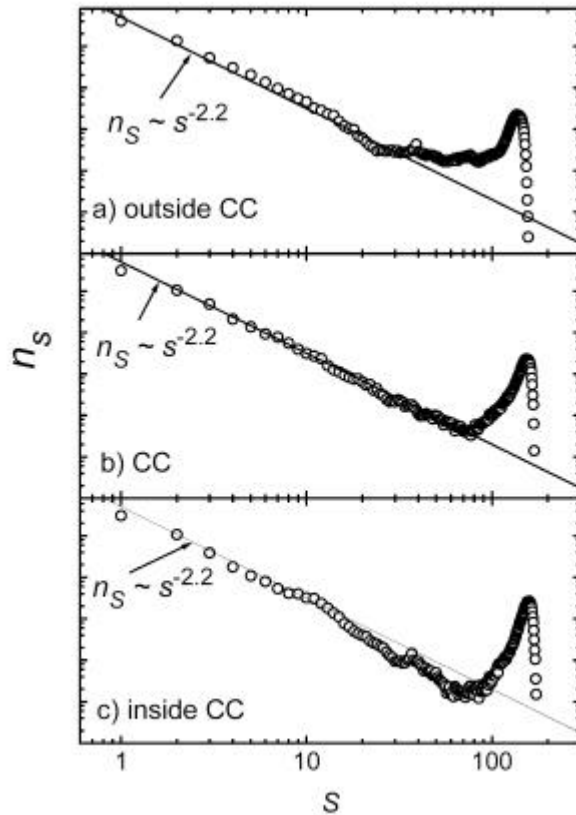 n_S ~ s^-2.2
a) outside CC
n_S
n_S ~ s^-2.2
b) CC
n_S ~ s^-2.2
c) inside CC
1 10 100
S